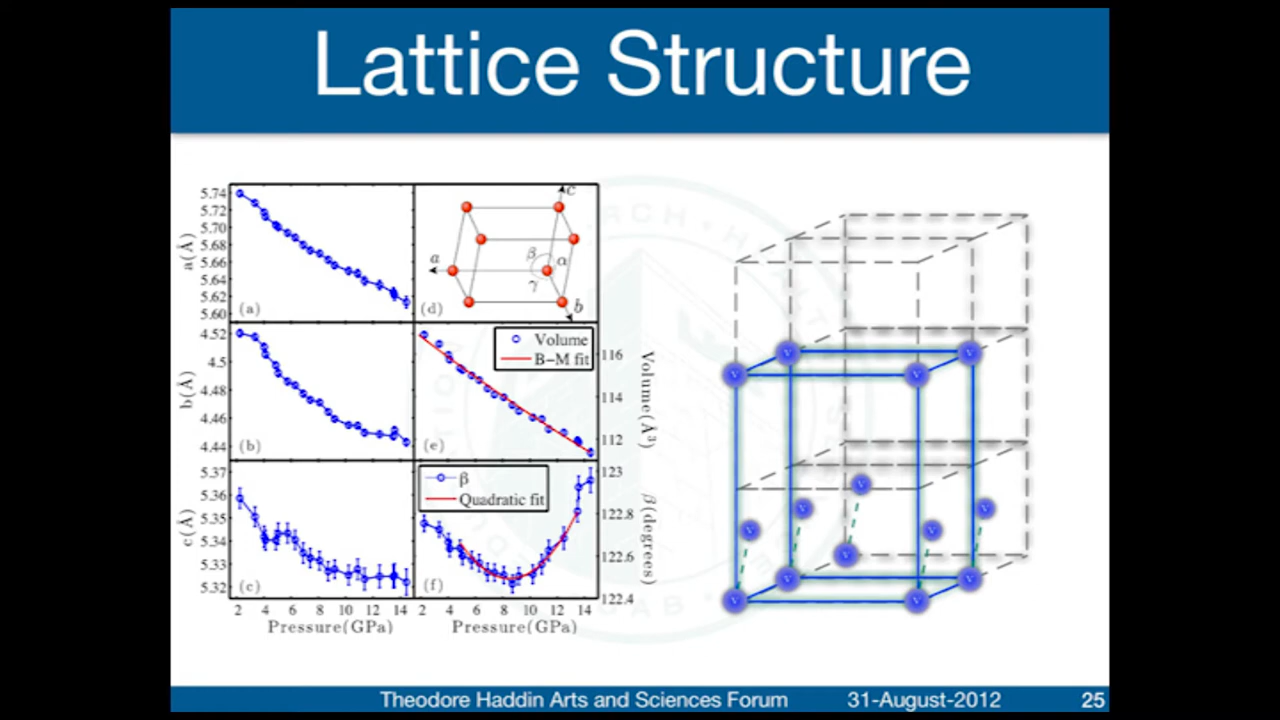 Lattice Structure
5.74
5.72
5.70
5.68
5.66
5.64
5.62
5.60
a(Å)
(a)
c
a
β
α
γ
b
(d)
4.52
4.5
4.48
4.46
4.44
b(Å)
(b)
Volume
B-M fit
116
114
112
Volume(Å³)
(e)
5.37
5.36
5.35
5.34
5.33
5.32
c(Å)
(c)
β
Quadratic fit
123
122.8
122.6
122.4
β(degrees)
(f)
2 4 6 8 10 12 14
2 4 6 8 10 12 14
Pressure(GPa)
Pressure(GPa)
V V
V V
V
V V
V V
V
V V
V V
Theodore Haddin Arts and Sciences Forum 31-August-2012 25